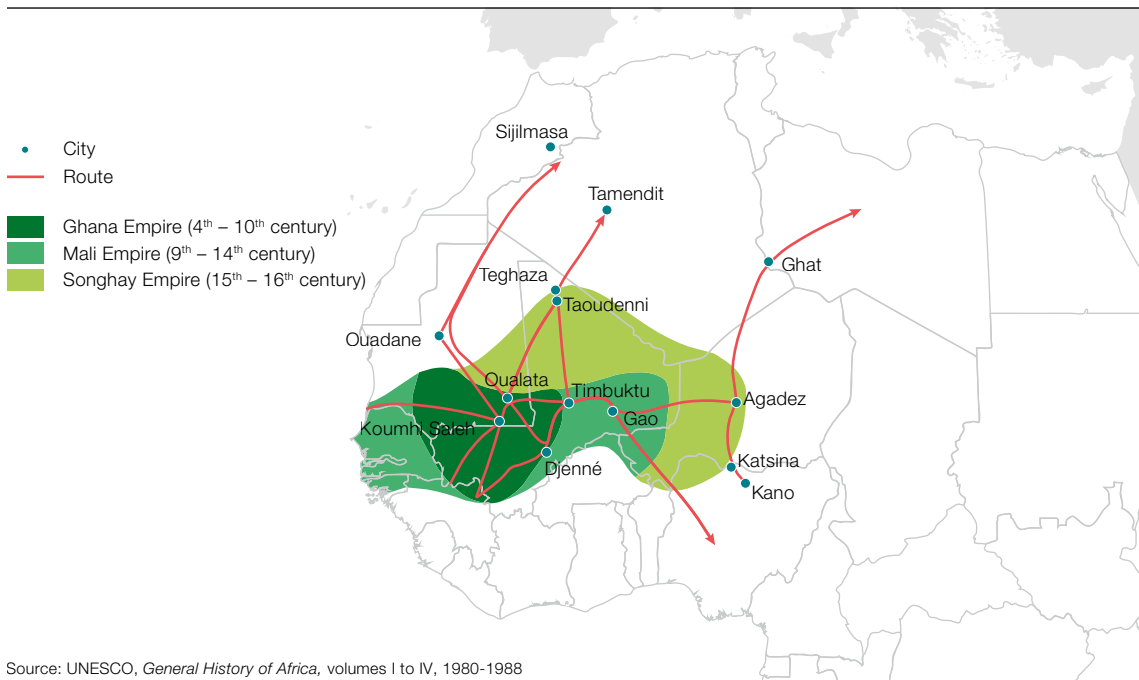 Sijilmasa
City
Route
Tamendit
Ghana Empire (4th – 10th century)
Mali Empire (9th – 14th century)
Songhay Empire (15th – 16th century)
Ghat
Teghaza
Taoudenni
Ouadane
Oualata
Timbuktu
Agadez
Gao
Koumhi Saleh
Djenné
Katsina
Kano
Source: UNESCO, General History of Africa, volumes I to IV, 1980-1988